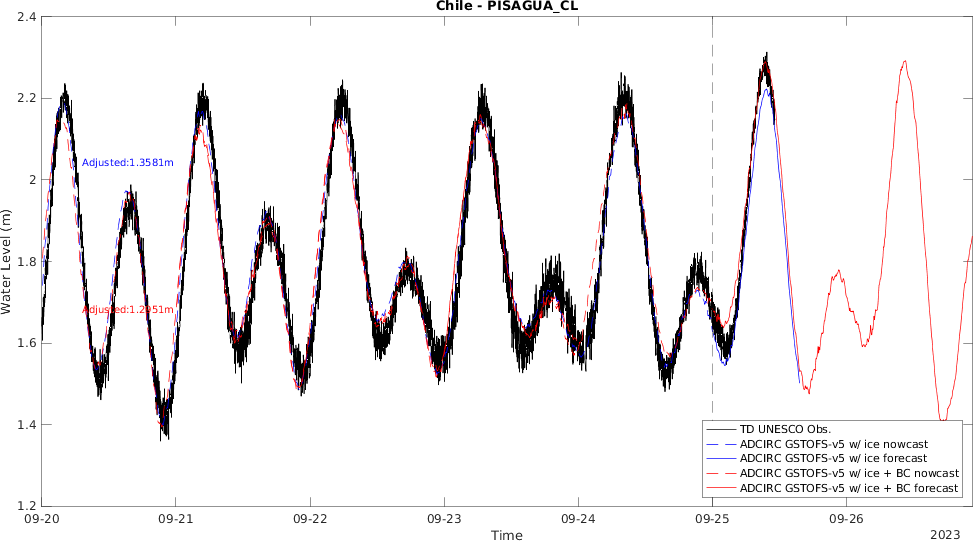 Chile - PISAGUA_CL
2.4
2.2
2
1.8
1.6
1.4
1.2
Water Level (m)
Adjusted:1.3581m
Adjusted:1.2951m
TD UNESCO Obs.
ADCIRC GSTOFS-v5 w/ ice nowcast
ADCIRC GSTOFS-v5 w/ ice forecast
ADCIRC GSTOFS-v5 w/ ice + BC nowcast
ADCIRC GSTOFS-v5 w/ ice + BC forecast
09-20 09-21 09-22 09-23 09-24 09-25 09-26
Time
2023